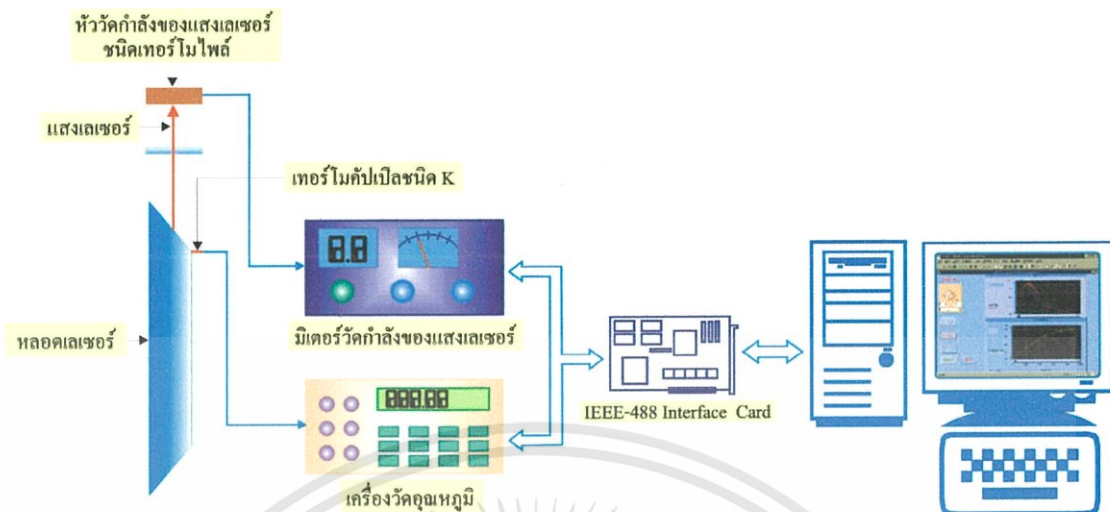 หัววัดกำลังของแสงเลเซอร์
ชนิดเทอร์โมไพล์
แสงเลเซอร์
เทอร์โมคัปเปิลชนิด K
8.8
หลอดเลเซอร์
มิเตอร์วัดกำลังของแสงเลเซอร์
888.88
IEEE-488 Interface Card
เครื่องวัดอุณหภูมิ